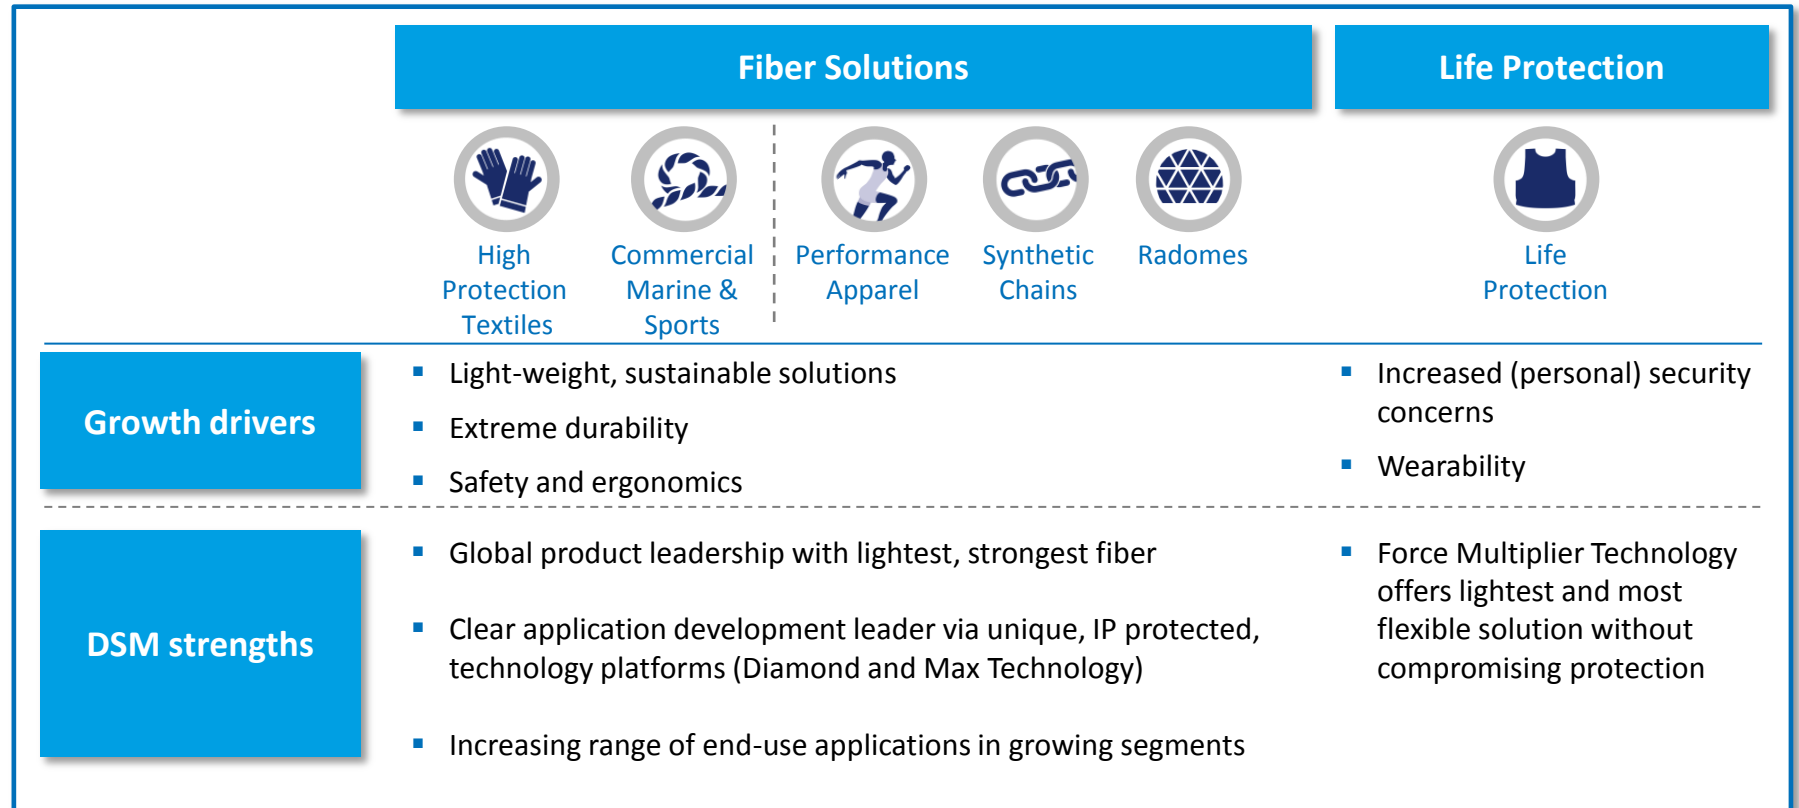 Fiber Solutions
Life Protection
High
Protection
Textiles
Commercial
Marine &
Sports
Performance
Apparel
Synthetic
Chains
Radomes
Life
Protection
Growth drivers
▪ Light-weight, sustainable solutions
▪ Extreme durability
▪ Safety and ergonomics
▪ Increased (personal) security
concerns
▪ Wearability
DSM strengths
▪ Global product leadership with lightest, strongest fiber
▪ Clear application development leader via unique, IP protected,
technology platforms (Diamond and Max Technology)
▪ Increasing range of end-use applications in growing segments
▪ Force Multiplier Technology
offers lightest and most
flexible solution without
compromising protection